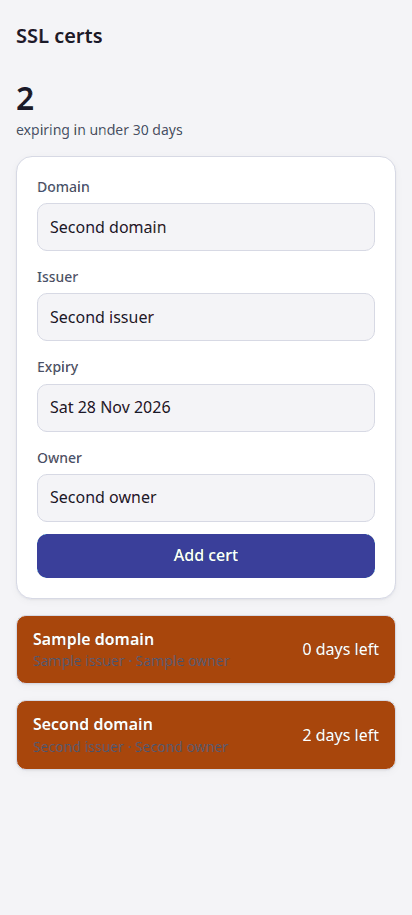 SSL certs
2
expiring in under 30 days
Domain
Second domain
Issuer
Second issuer
Expiry
Sat 28 Nov 2026
Owner
Second owner
Add cert
Sample domain
Sample issuer · Sample owner
0 days left
Second domain
Second issuer · Second owner
2 days left